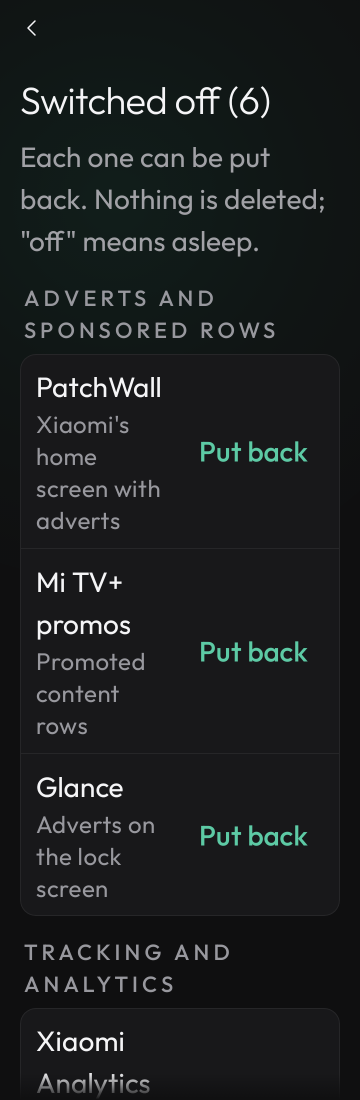 Switched off (6)
Each one can be put
back. Nothing is deleted;
"off" means asleep.
ADVERTS AND
SPONSORED ROWS
PatchWall
Xiaomi's
home
screen with
adverts
Put back
Mi TV+
promos
Promoted
content
rows
Put back
Glance
Adverts on
the lock
screen
Put back
TRACKING AND
ANALYTICS
Xiaomi
Analytics